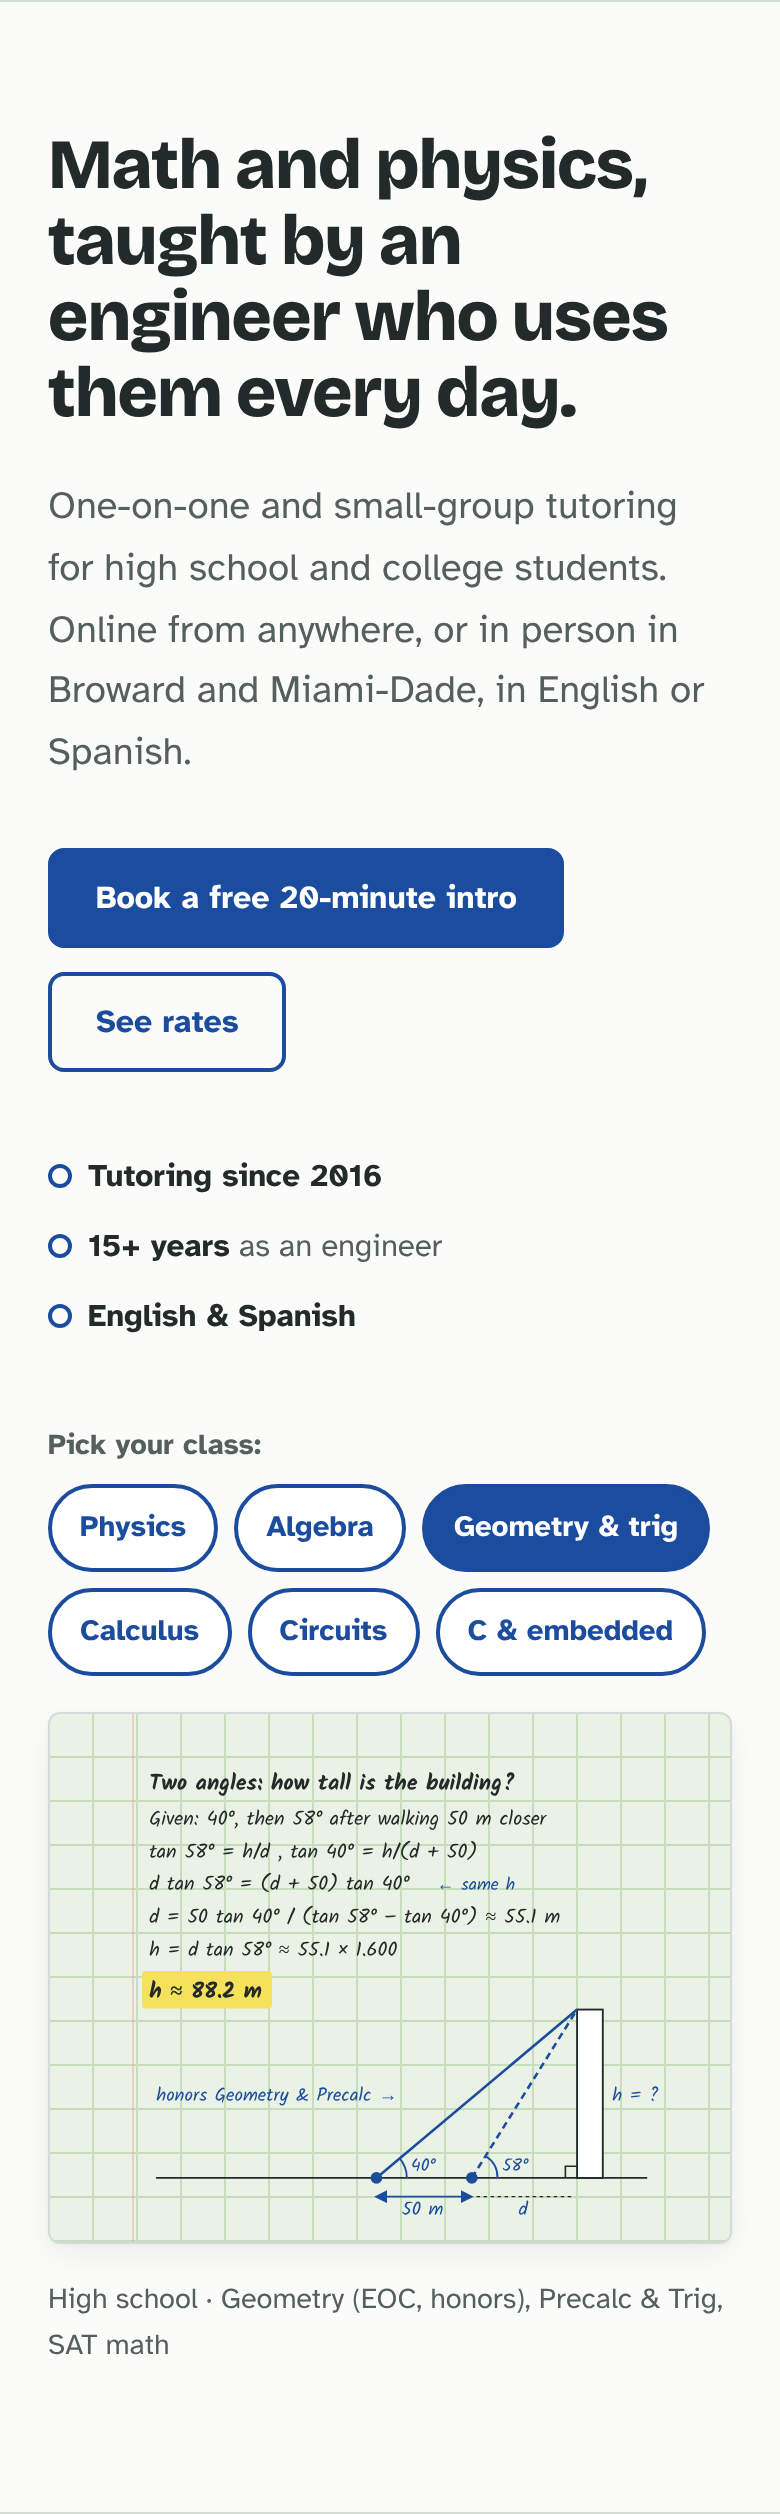 Math and physics,
taught by an
engineer who uses
them every day.
One-on-one and small-group tutoring
for high school and college students.
Online from anywhere, or in person in
Broward and Miami-Dade, in English or
Spanish.
Book a free 20-minute intro
See rates
Tutoring since 2016
15+ years as an engineer
English & Spanish
Pick your class:
Physics Algebra Geometry & trig
Calculus Circuits C & embedded
Two angles: how tall is the building?
Given: 40°, then 58° after walking 50 m closer
tan 58° = h/d , tan 40° = h/(d + 50)
d tan 58° = (d + 50) tan 40° ← same h
d = 50 tan 40° / (tan 58° − tan 40°) ≈ 55.1 m
h = d tan 58° ≈ 55.1 × 1.600
h ≈ 88.2 m
honors Geometry & Precalc →
h = ?
40° 58°
50 m d
High school · Geometry (EOC, honors), Precalc & Trig,
SAT math